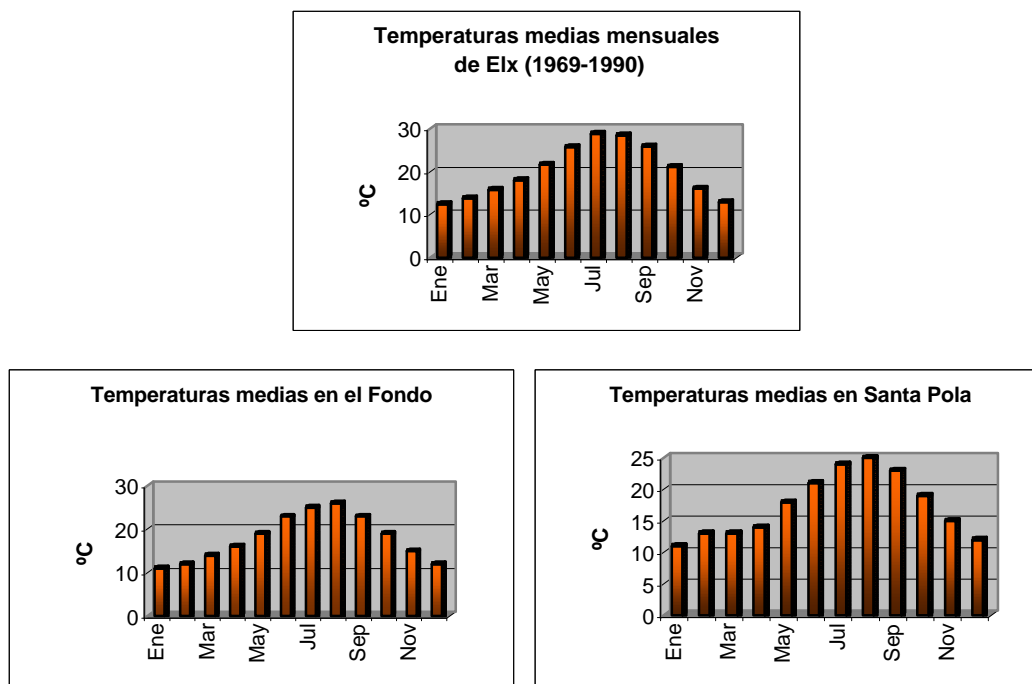 Temperaturas medias mensuales
de Elx (1969-1990)
ºC
30
20
10
0
Ene
Mar
May
Jul
Sep
Nov
Temperaturas medias en el Fondo
ºC
30
20
10
0
Ene
Mar
May
Jul
Sep
Nov
Temperaturas medias en Santa Pola
ºC
25
20
15
10
5
0
Ene
Mar
May
Jul
Sep
Nov